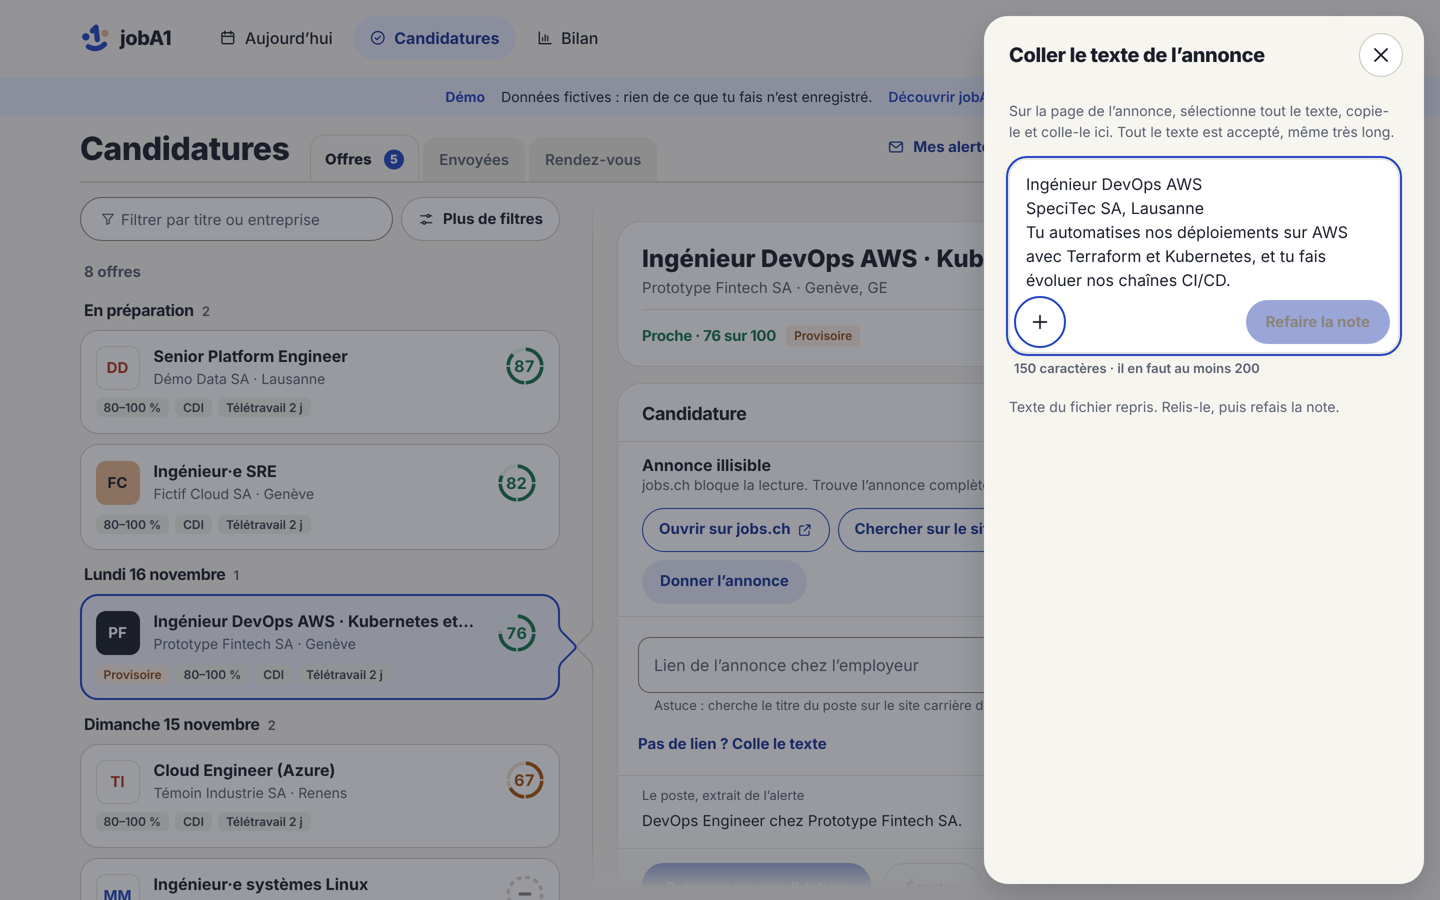 jobA1
Aujourd’hui
Candidatures
Bilan
Démo Données fictives : rien de ce que tu fais n’est enregistré. Découvrir
Candidatures
Offres 5
Envoyées
Rendez-vous
Mes
Filtrer par titre ou entreprise
Plus de filtres
8 offres
En préparation 2
DD
Senior Platform Engineer
Démo Data SA · Lausanne
87
80–100 % CDI Télétravail 2 j
FC
Ingénieur·e SRE
Fictif Cloud SA · Genève
82
80–100 % CDI Télétravail 2 j
Lundi 16 novembre 1
PF
Ingénieur DevOps AWS · Kubernetes et…
Prototype Fintech SA · Genève
76
Provisoire 80–100 % CDI Télétravail 2 j
Dimanche 15 novembre 2
TI
Cloud Engineer (Azure)
Témoin Industrie SA · Renens
67
80–100 % CDI Télétravail 2 j
MM
Ingénieur·e systèmes Linux
Ingénieur DevOps AWS ·
Prototype Fintech SA · Genève, GE
Proche · 76 sur 100 Provisoire
Candidature
Annonce illisible
jobs.ch bloque la lecture. Trouve l’annonce
Ouvrir sur jobs.ch
Chercher sur le
Donner l’annonce
Lien de l’annonce chez l’employeur
Astuce : cherche le titre du poste sur le site carrière
Pas de lien ? Colle le texte
Le poste, extrait de l’alerte
DevOps Engineer chez Prototype Fintech SA.
Coller le texte de l’annonce
Sur la page de l’annonce, sélectionne tout le texte, copie-
le et colle-le ici. Tout le texte est accepté, même très long.
Ingénieur DevOps AWS
SpeciTec SA, Lausanne
Tu automatises nos déploiements sur AWS
avec Terraform et Kubernetes, et tu fais
évoluer nos chaînes CI/CD.
Refaire la note
150 caractères · il en faut au moins 200
Texte du fichier repris. Relis-le, puis refais la note.